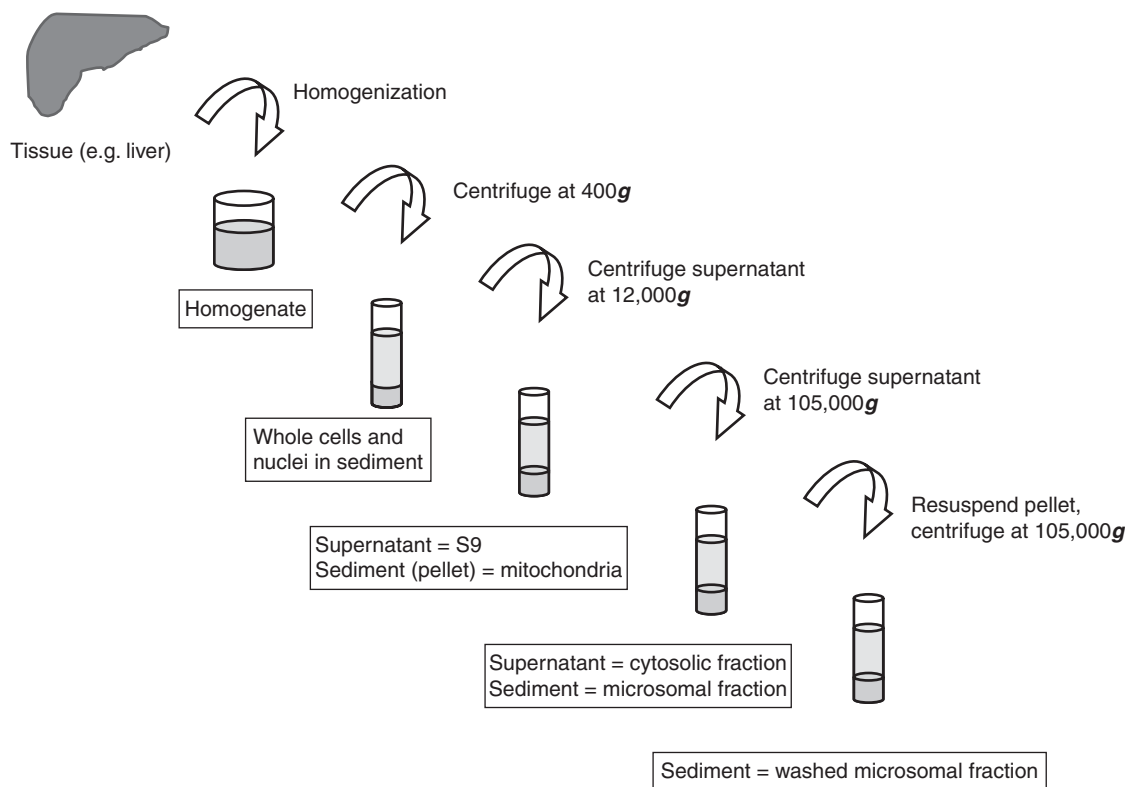 Tissue (e.g. liver)
Homogenization
Homogenate
Centrifuge at 400g
Whole cells and
nuclei in sediment
Centrifuge supernatant
at 12,000g
Supernatant = S9
Sediment (pellet) = mitochondria
Centrifuge supernatant
at 105,000g
Supernatant = cytosolic fraction
Sediment = microsomal fraction
Resuspend pellet,
centrifuge at 105,000g
Sediment = washed microsomal fraction